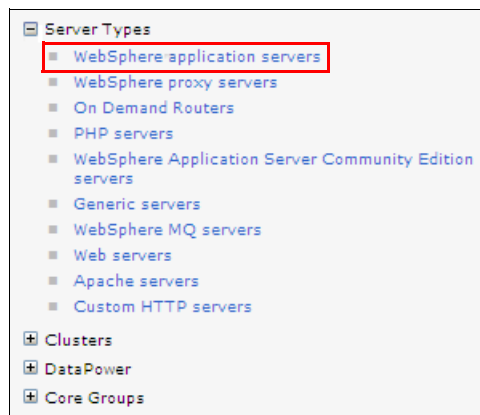 Server Types
WebSphere application servers
WebSphere proxy servers
On Demand Routers
PHP servers
WebSphere Application Server Community Edition
servers
Generic servers
WebSphere MQ servers
Web servers
Apache servers
Custom HTTP servers
Clusters
DataPower
Core Groups